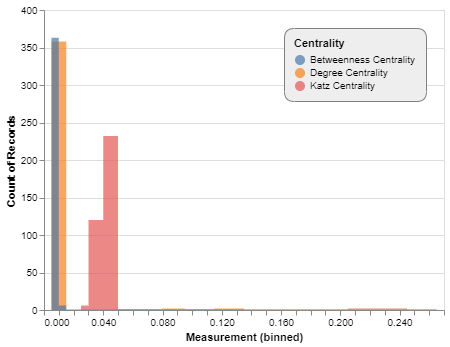 400
350
300
250
200
150
100
50
0
Count of Records
Centrality
Betweenness Centrality
Degree Centrality
Katz Centrality
0.000 0.040 0.080 0.120 0.160 0.200 0.240
Measurement (binned)